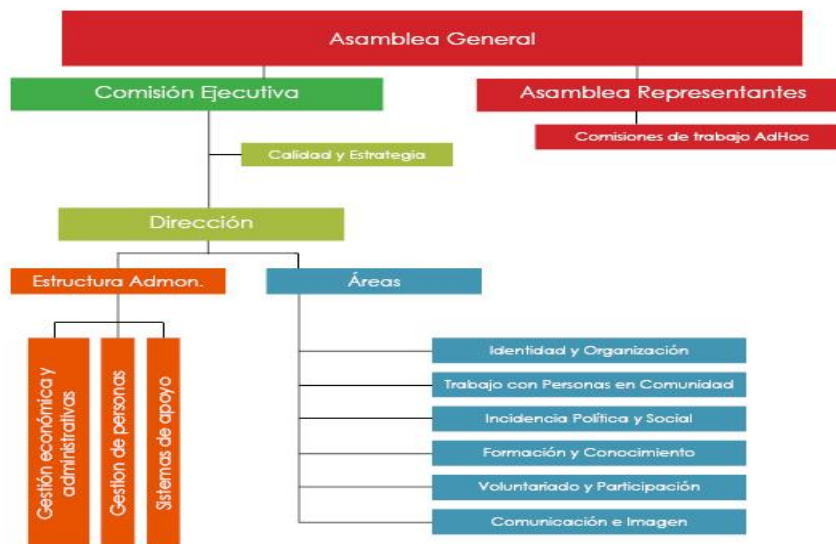 Asamblea General
Comisión Ejecutiva
Asamblea Representantes
Comisiones de trabajo AdHoc
Calidad y Estrategia
Dirección
Estructura Admon.
Áreas
Gestión económica y
administrativas
Gestion de personas
Sistemas de apoyo
Identidad y Organización
Trabajo con Personas en Comunidad
Incidencia Política y Social
Formación y Conocimiento
Voluntariado y Participación
Comunicación e Imagen